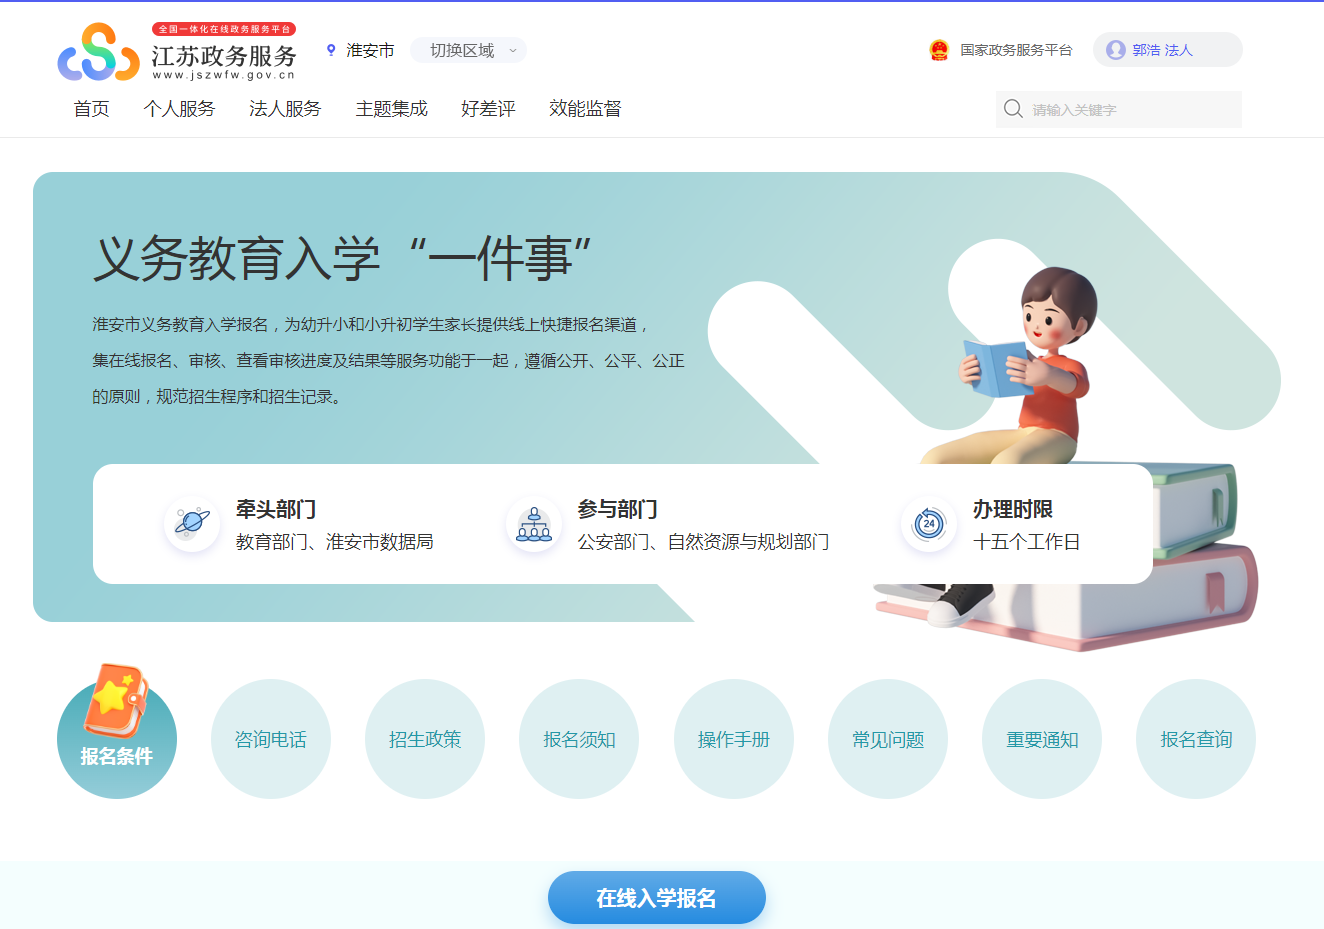 全国一体化在线政务服务平台
江苏政务服务
www.jszwfw.gov.cn
淮安市
切换区域
国家政务服务平台
郭浩 法人
首页 个人服务 法人服务 主题集成 好差评 效能监督
请输入关键字
义务教育入学“一件事”
淮安市义务教育入学报名，为幼升小和小升初学生家长提供线上快捷报名渠道，
集在线报名、审核、查看审核进度及结果等服务功能于一起，遵循公开、公平、公正
的原则，规范招生程序和招生记录。
牵头部门
教育部门、淮安市数据局
参与部门
公安部门、自然资源与规划部门
24
办理时限
十五个工作日
报名条件
咨询电话
招生政策
报名须知
操作手册
常见问题
重要通知
报名查询
在线入学报名